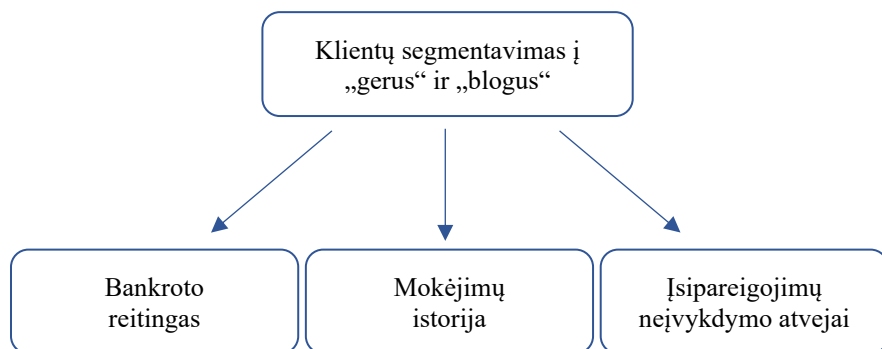 Klientų segmentavimas į
„gerus“ ir „blogus“
Bankroto
reitingas
Mokėjimų
istorija
Įsipareigojimų
neįvykdymo atvejai